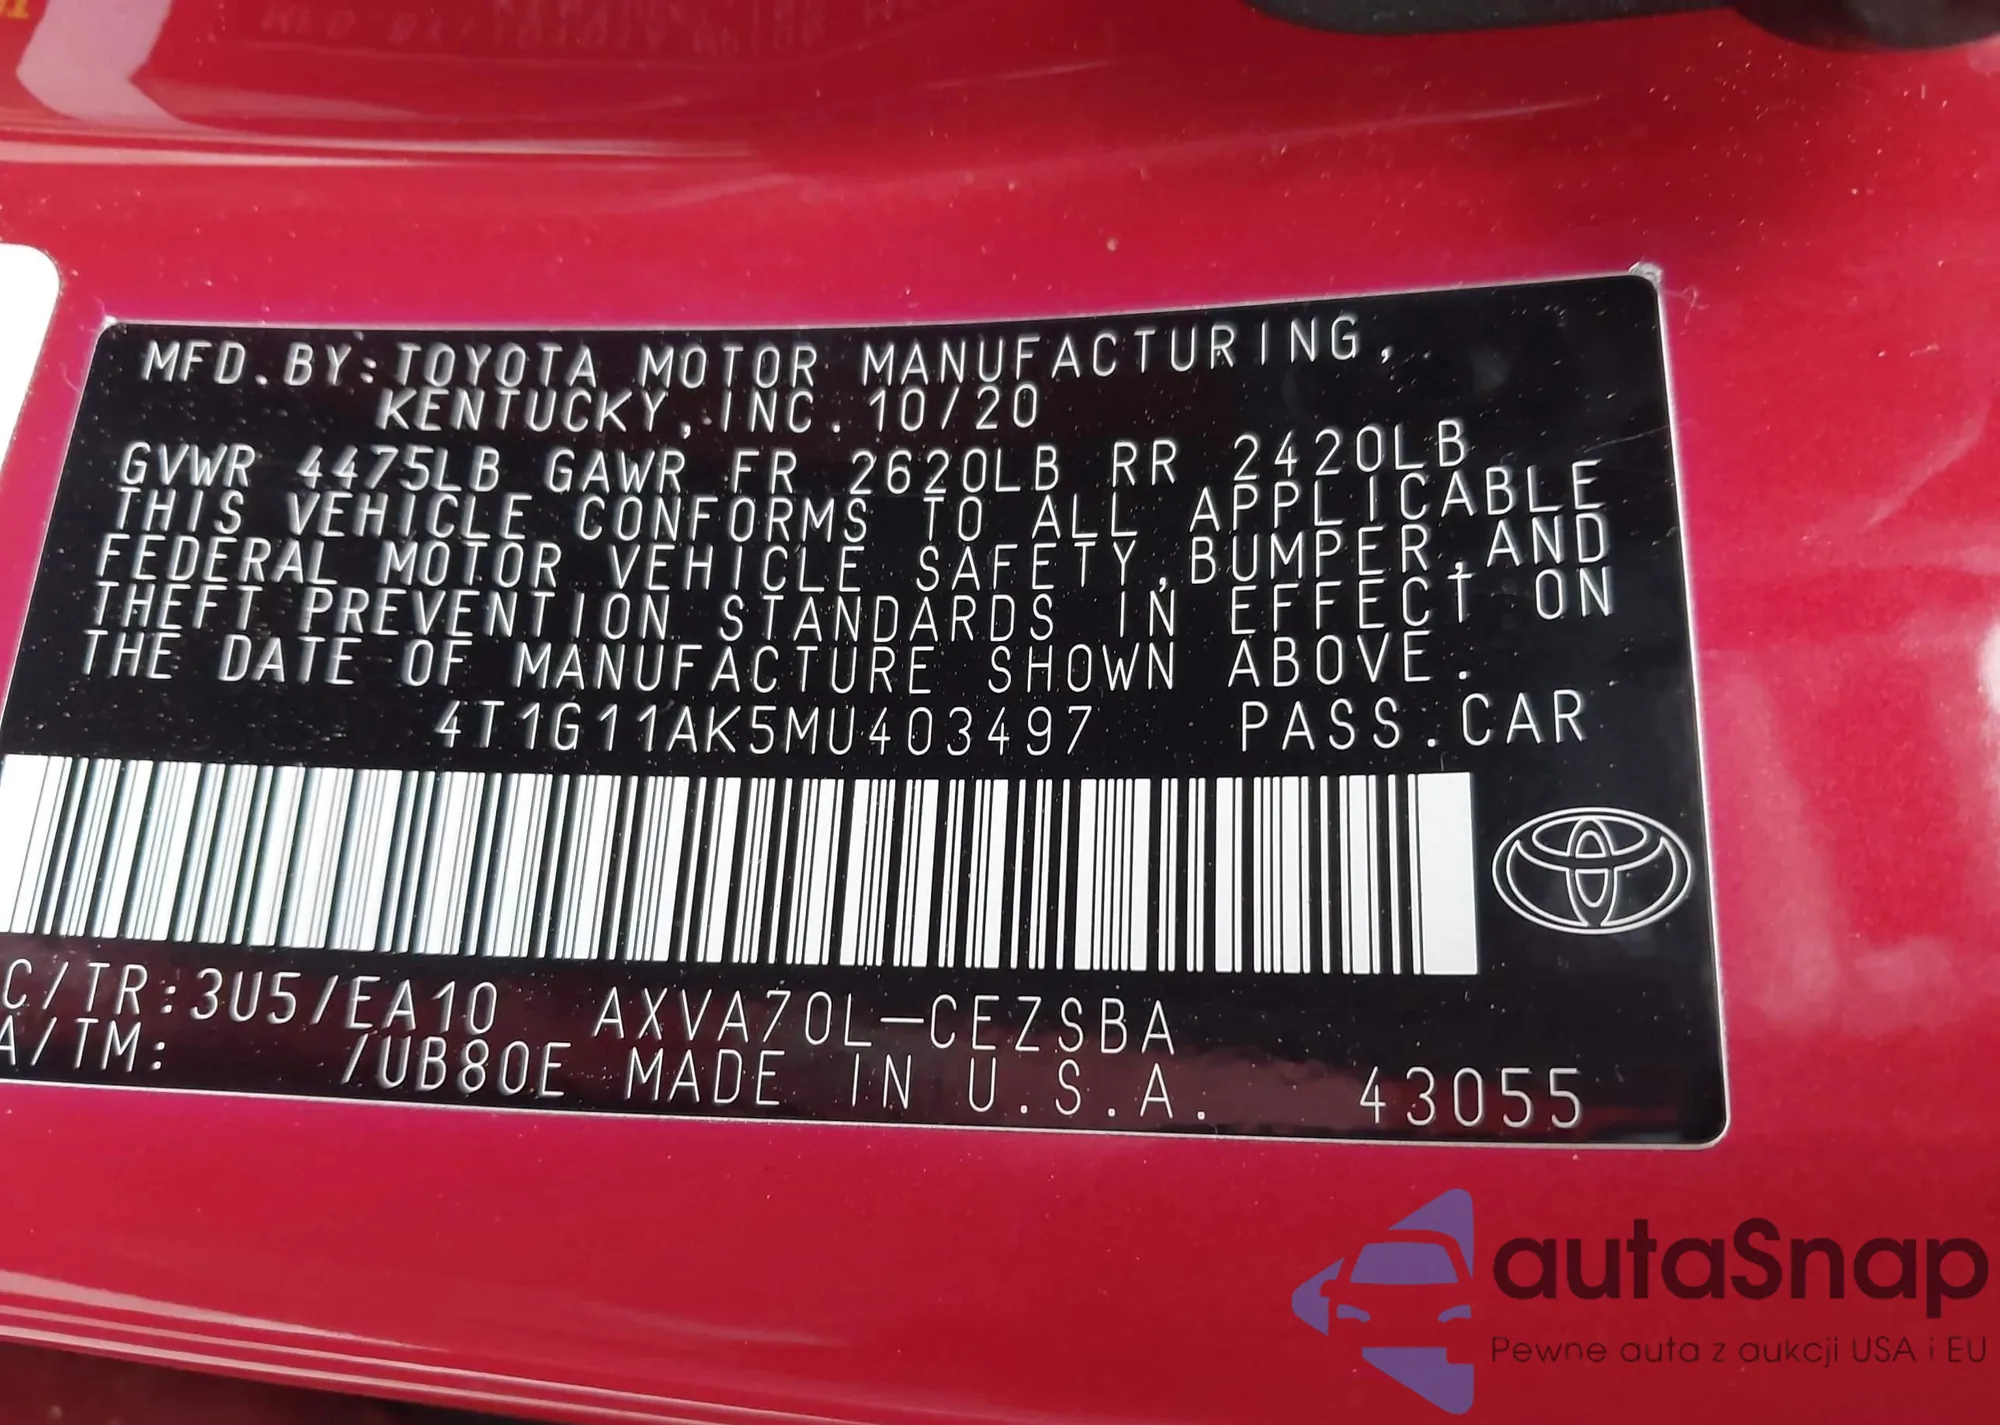 MFD.BY:TOYOTA MOTOR MANUFACTURING,
KENTUCKY, INC. 10/20
GVWR 4475LB GAWR FR 2620LB RR 2420LB
THIS VEHICLE CONFORMS TO ALL APPLICABLE
FEDERAL MOTOR VEHICLE SAFETY,BUMPER,AND
THEFT PREVENTION STANDARDS IN EFFECT ON
THE DATE OF MANUFACTURE SHOWN ABOVE.
4T1G11AK5MU403497 PASS.CAR
C/TR:3U5/EA10 AXVA70L-CEZSBA
A/TM: /UB80E MADE IN U.S.A. 43055
autaSnap
Pewne auta z aukcji USA i EU